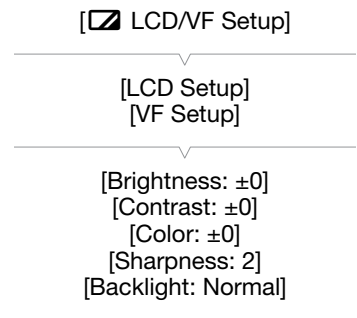 [LCD/VF Setup]
[LCD Setup]
[VF Setup]
[Brightness: ±0]
[Contrast: ±0]
[Color: ±0]
[Sharpness: 2]
[Backlight: Normal]